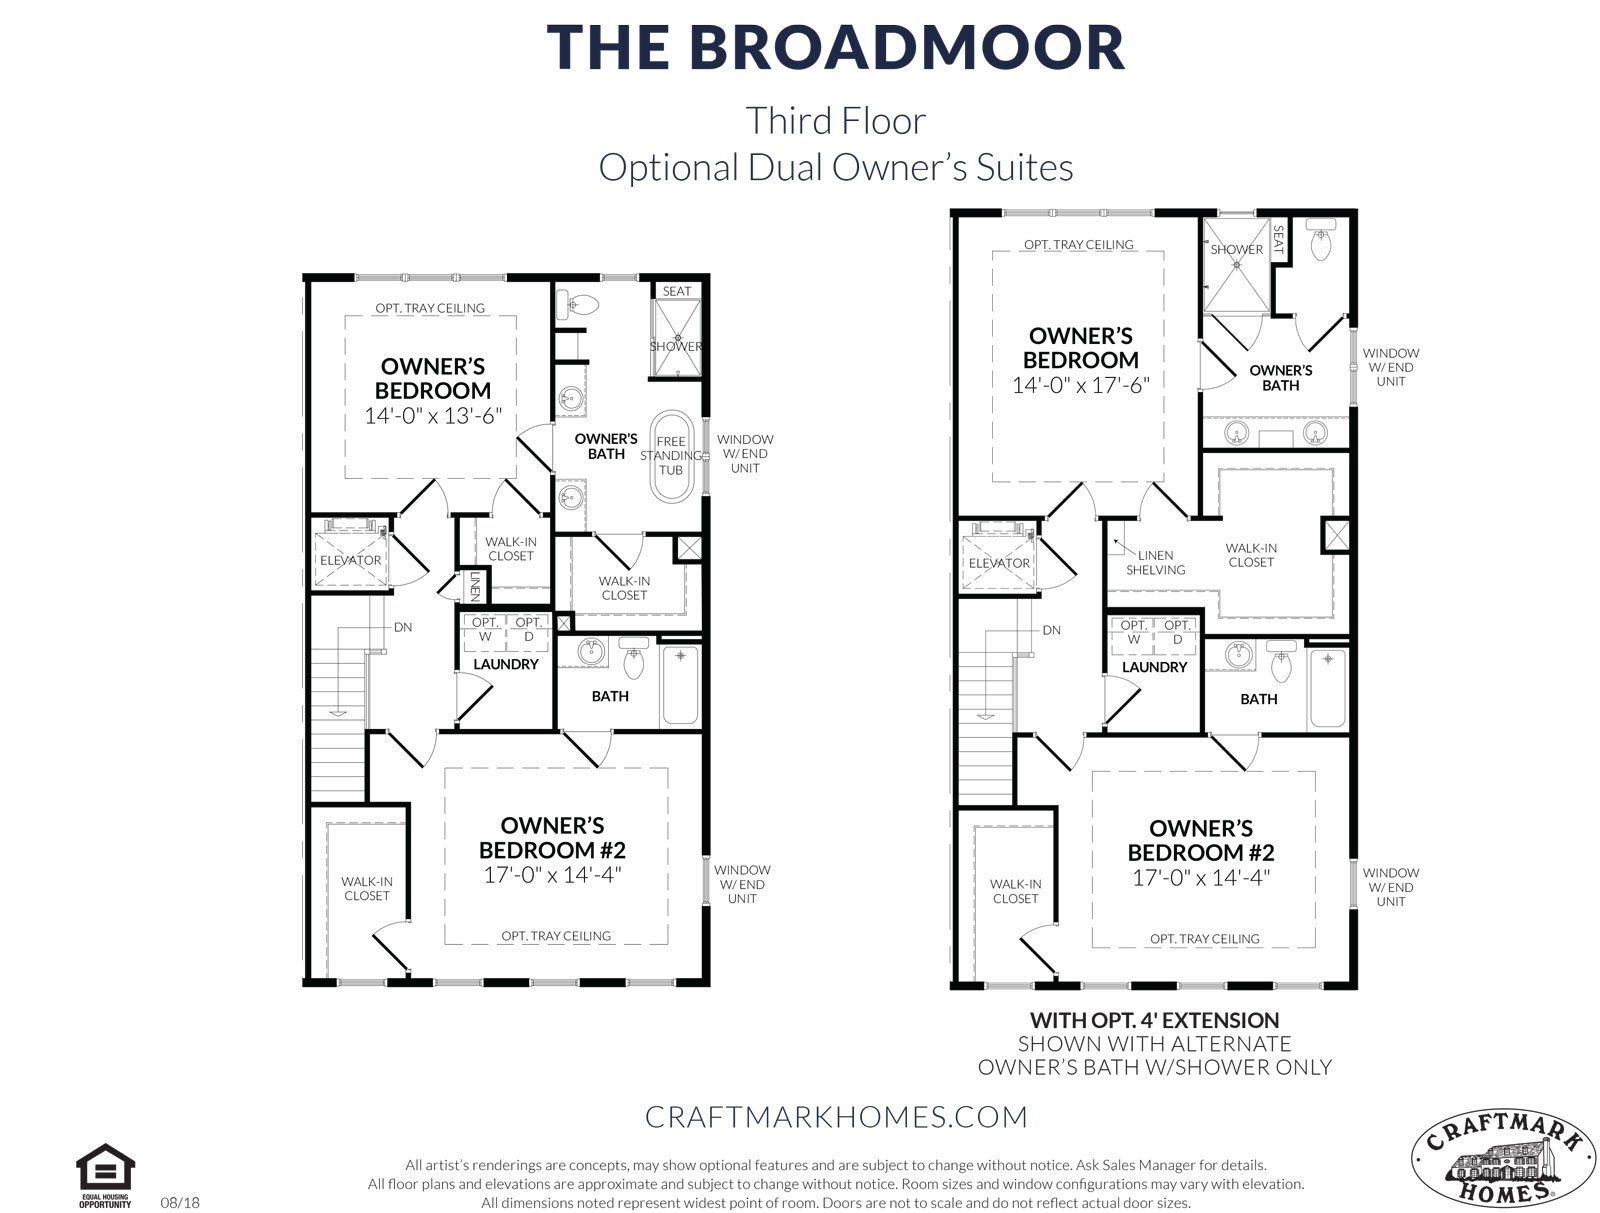 THE BROADMOOR
Third Floor
Optional Dual Owner's Suites
OPT. TRAY CEILING
OWNER'S
BEDROOM
14'-0" x 13'-6"
SEAT
SHOWER
OWNER'S
BATH
FREE
STANDING
TUB
WINDOW
W/ END
UNIT
ELEVATOR
WALK-IN
CLOSET
LINEN
WALK-IN
CLOSET
DN
OPT.
W
OPT.
D
LAUNDRY
BATH
OWNER'S
BEDROOM #2
17'-0" x 14'-4"
OPT. TRAY CEILING
WALK-IN
CLOSET
WINDOW
W/ END
UNIT
OPT. TRAY CEILING
OWNER'S
BEDROOM
14'-0" x 17'-6"
SHOWER
SEAT
OWNER'S
BATH
WINDOW
W/ END
UNIT
ELEVATOR
LINEN
SHELVING
WALK-IN
CLOSET
DN
OPT.
W
OPT.
D
LAUNDRY
BATH
OWNER'S
BEDROOM #2
17'-0" x 14'-4"
OPT. TRAY CEILING
WALK-IN
CLOSET
WINDOW
W/ END
UNIT
WITH OPT. 4' EXTENSION
SHOWN WITH ALTERNATE
OWNER'S BATH W/SHOWER ONLY
CRAFTMARKHOMES.COM
All artist's renderings are concepts, may show optional features and are subject to change without notice. Ask Sales Manager for details.
All floor plans and elevations are approximate and subject to change without notice. Room sizes and window configurations may vary with elevation.
All dimensions noted represent widest point of room. Doors are not to scale and do not reflect actual door sizes.
EQUAL HOUSING
OPPORTUNITY
08/18
CRAFTMARK
HOMES®